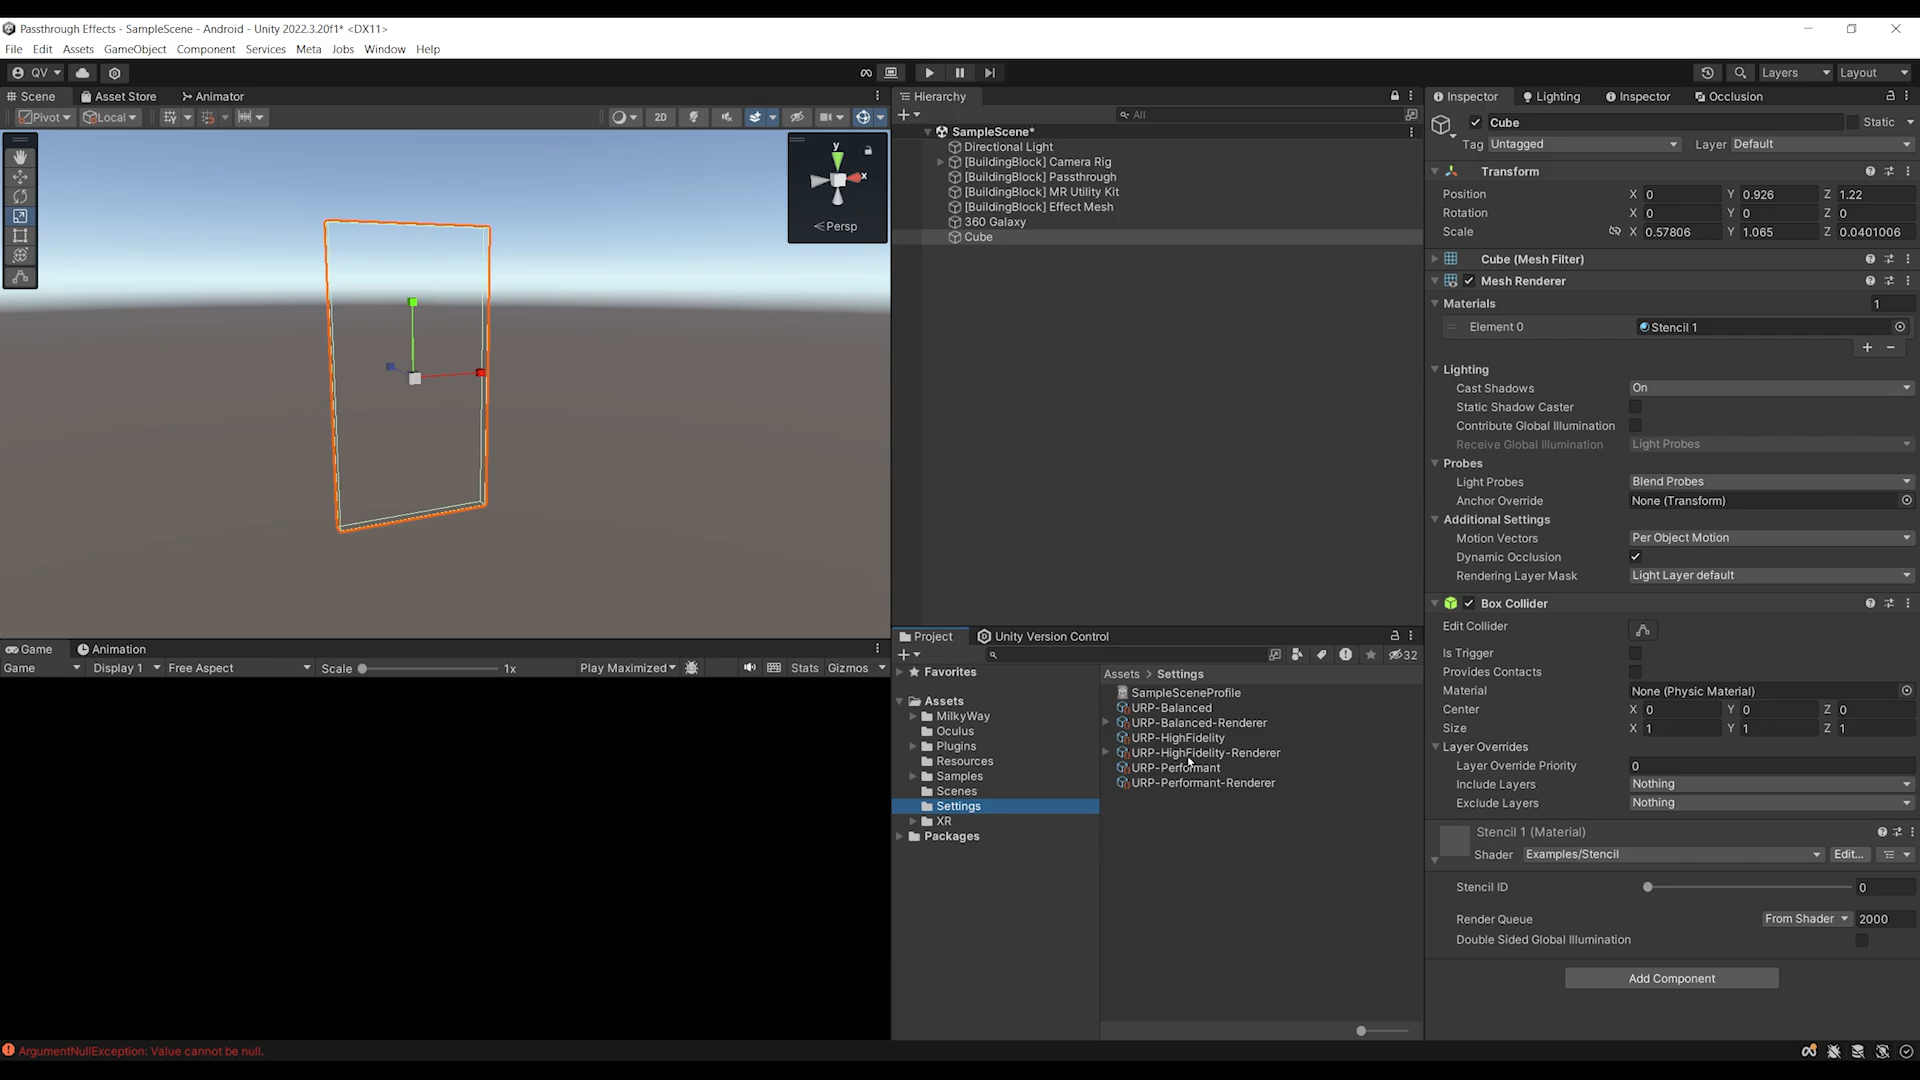 Passthrough Effects - SampleScene - Android - Unity 2022.3.20f1* <DX11>
File Edit Assets GameObject Component Services Meta Jobs Window Help
QV Layers Layout
Scene Asset Store Animator
Pivot Local 2D
y
x
Persp
Hierarchy
All
SampleScene*
Directional Light
[BuildingBlock] Camera Rig
[BuildingBlock] Passthrough
[BuildingBlock] MR Utility Kit
[BuildingBlock] Effect Mesh
360 Galaxy
Cube
Game Animation
Game Display 1 Free Aspect Scale 1x Play Maximized Stats Gizmos
Project Unity Version Control
32
Favorites
Assets
MilkyWay
Oculus
Plugins
Resources
Samples
Scenes
Settings
XR
Packages
Assets > Settings
SampleSceneProfile
URP-Balanced
URP-Balanced-Renderer
URP-HighFidelity
URP-HighFidelity-Renderer
URP-Performant
URP-Performant-Renderer
Inspector Lighting Inspector Occlusion
Cube Static
Tag Untagged Layer Default
Transform
Position X 0 Y 0.926 Z 1.22
Rotation X 0 Y 0 Z 0
Scale X 0.57806 Y 1.065 Z 0.0401006
Cube (Mesh Filter)
Mesh Renderer
Materials 1
Element 0 Stencil 1
Lighting
Cast Shadows On
Static Shadow Caster
Contribute Global Illumination
Receive Global Illumination Light Probes
Probes
Light Probes Blend Probes
Anchor Override None (Transform)
Additional Settings
Motion Vectors Per Object Motion
Dynamic Occlusion
Rendering Layer Mask Light Layer default
Box Collider
Edit Collider
Is Trigger
Provides Contacts
Material None (Physic Material)
Center X 0 Y 0 Z 0
Size X 1 Y 1 Z 1
Layer Overrides
Layer Override Priority 0
Include Layers Nothing
Exclude Layers Nothing
Stencil 1 (Material)
Shader Examples/Stencil Edit...
Stencil ID 0
Render Queue From Shader 2000
Double Sided Global Illumination
Add Component
ArgumentNullException: Value cannot be null.